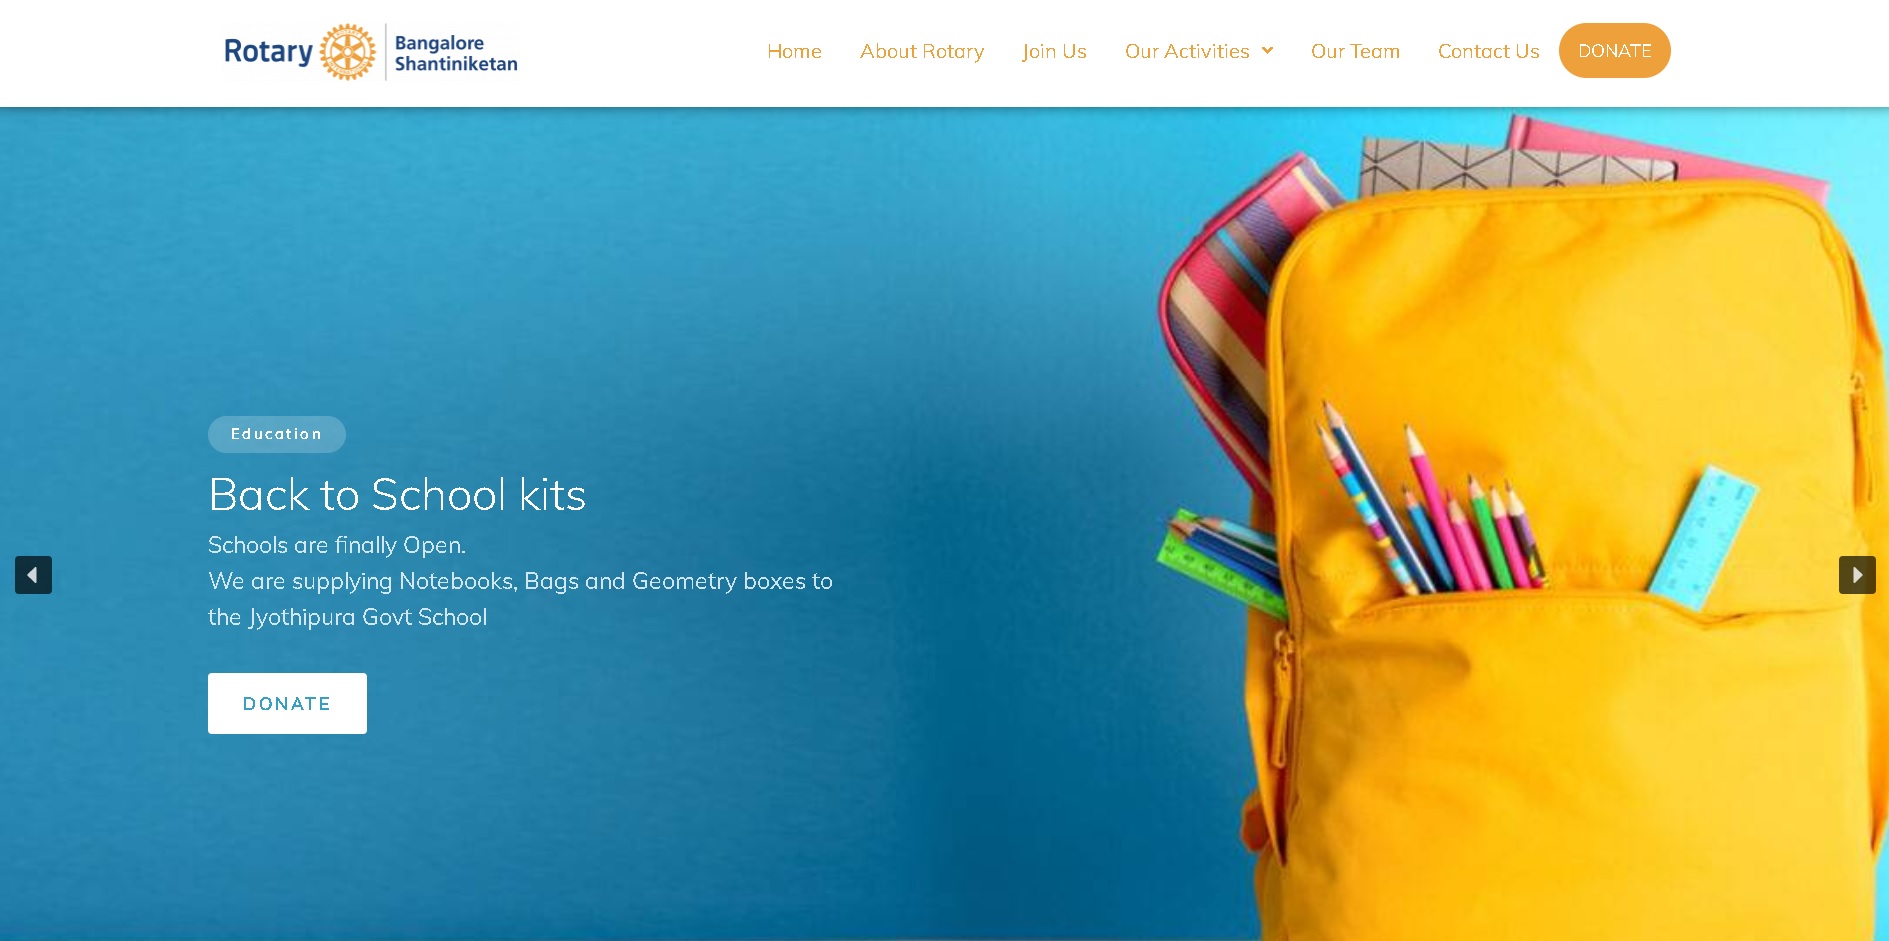 Rotary
Bangalore
Shantiniketan
Home
About Rotary
Join Us
Our Activities
Our Team
Contact Us
DONATE
Education
Back to School kits
Schools are finally Open.
We are supplying Notebooks, Bags and Geometry boxes to
the Jyothipura Govt School
DONATE